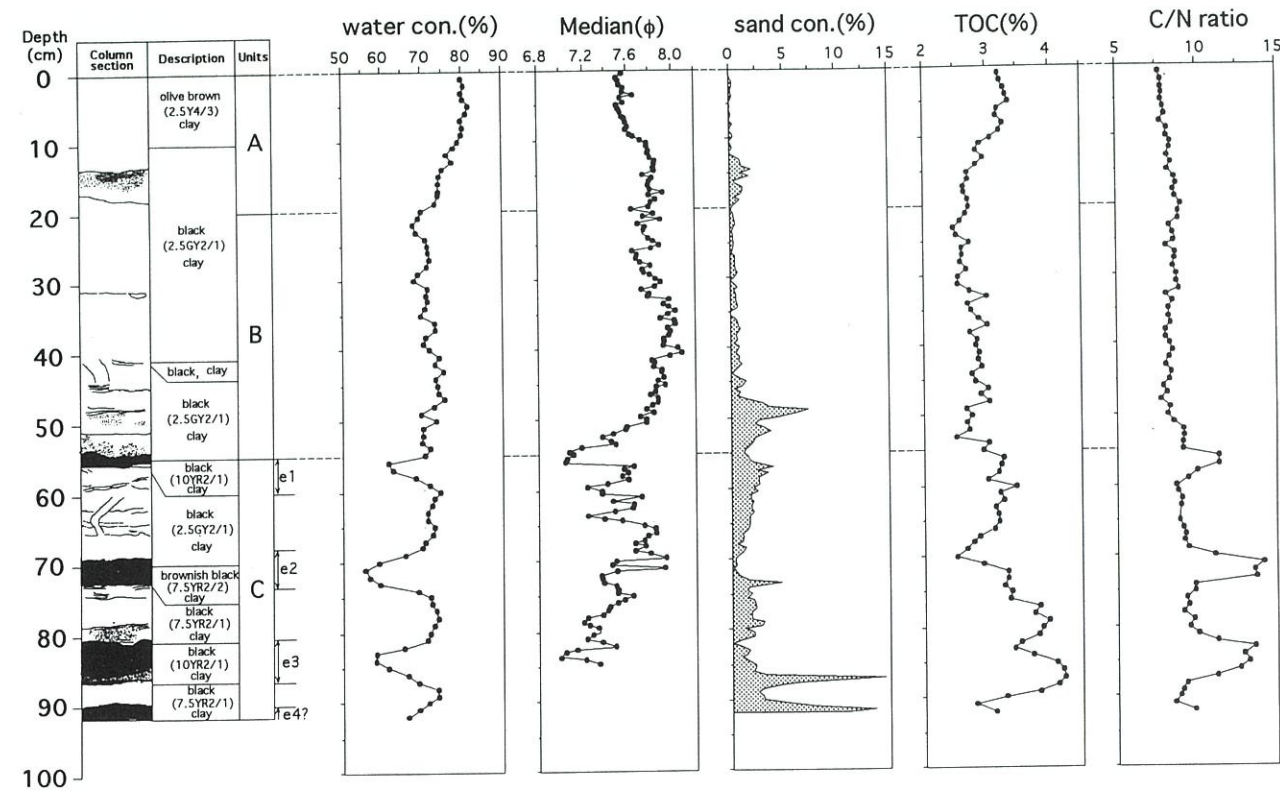 water con.(%)
Median(ϕ)
sand con.(%)
TOC(%)
C/N ratio
Depth
(cm)
Column
section
Description
Units
50 60 70 80 90
6.8 7.2 7.6 8.0
0 5 10 15
2 3 4 5
5 10 15
0
10
20
30
40
50
60
70
80
90
100
olive brown
(2.5Y4/3)
clay
black
(2.5GY2/1)
clay
black, clay
black
(2.5GY2/1)
clay
black
(10YR2/1)
clay
black
(2.5GY2/1)
clay
brownish black
(7.5YR2/2)
clay
black
(7.5YR2/1)
clay
black
(10YR2/1)
clay
black
(7.5YR2/1)
clay
A
B
C
e1
e2
e3
e4?